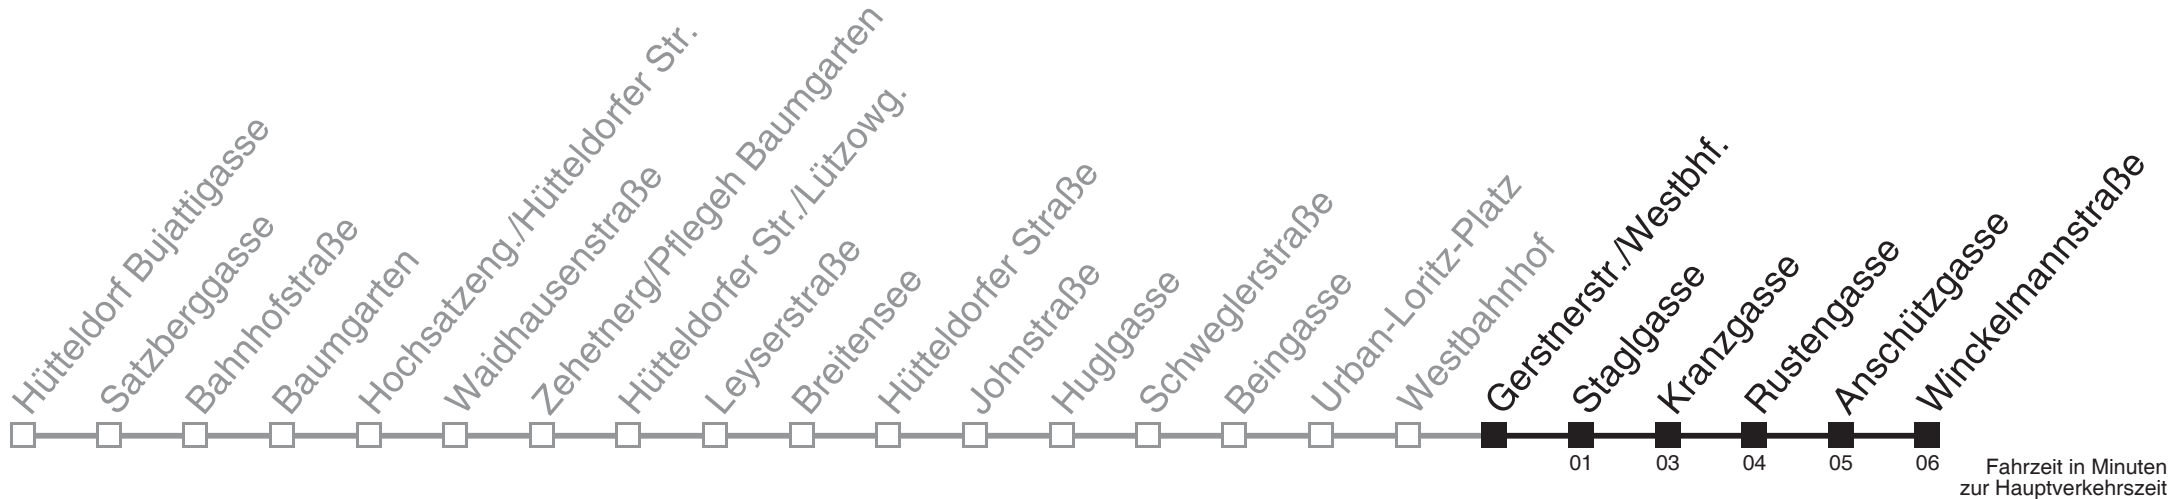 Hütteldorf Bujattigasse
Satzberggasse
Bahnhofstraße
Baumgarten
Hochsatzeng./Hütteldorfer Str.
Waidhausenstraße
Zehetnerg/Pflegeh Baumgarten
Hütteldorfer Str./Lützowg.
Leyserstraße
Breitensee
Hütteldorfer Straße
Johnstraße
Huglgasse
Schweglerstraße
Beingasse
Urban-Loritz-Platz
Westbahnhof
Gerstnerstr./Westbhf.
Staglgasse
Kranzgasse
Rustengasse
Anschützgasse
Winckelmannstraße
01 03 04 05 06
Fahrzeit in Minuten
zur Hauptverkehrszeit